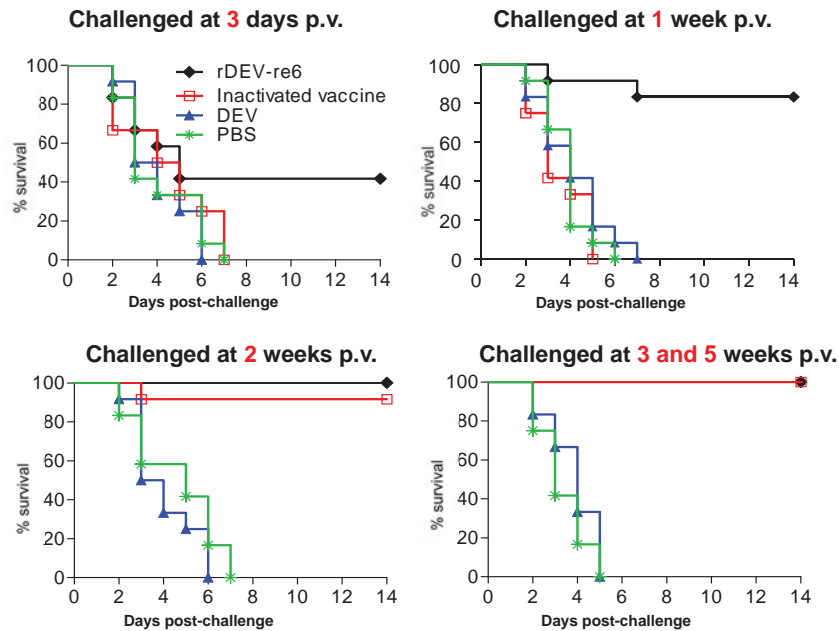 Challenged at 3 days p.v.
100
80
60
40
20
0
% survival
rDEV-re6
Inactivated vaccine
DEV
PBS
0 2 4 6 8 10 12 14
Days post-challenge
Challenged at 1 week p.v.
100
80
60
40
20
0
% survival
0 2 4 6 8 10 12 14
Days post-challenge
Challenged at 2 weeks p.v.
100
80
60
40
20
0
% survival
0 2 4 6 8 10 12 14
Days post-challenge
Challenged at 3 and 5 weeks p.v.
100
80
60
40
20
0
% survival
0 2 4 6 8 10 12 14
Days post-challenge